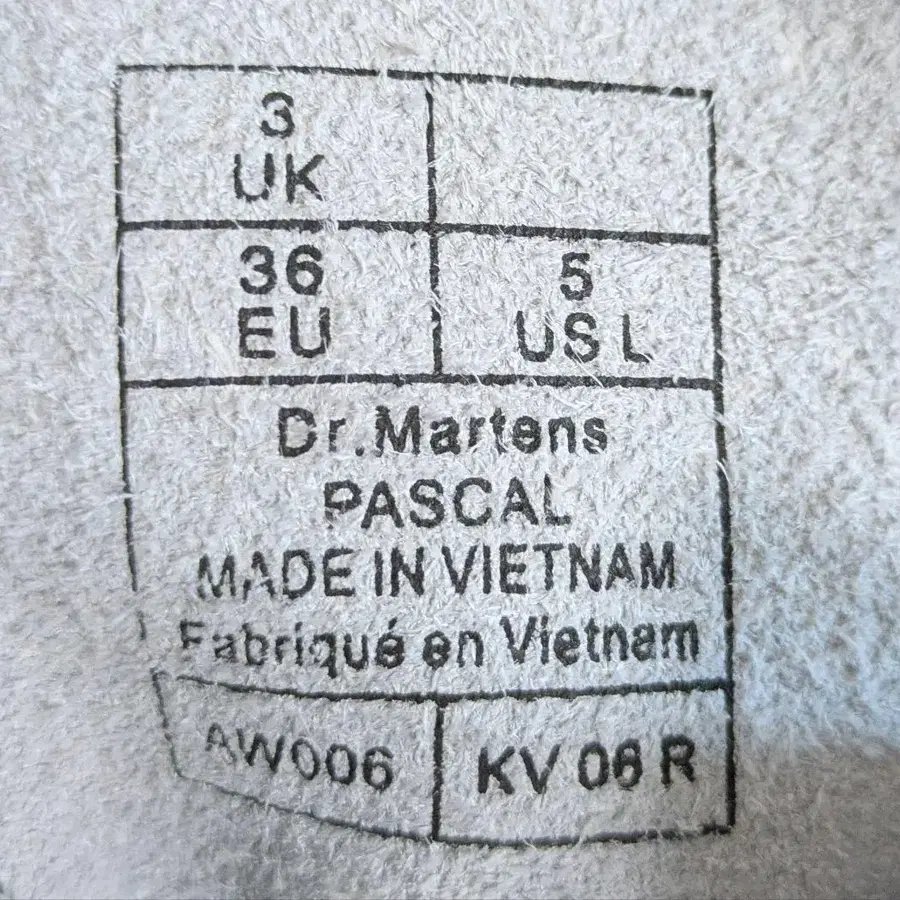 3
UK
36
EU
5
US L
Dr.Martens
PASCAL
MADE IN VIETNAM
Fabriqué en Vietnam
AW006
KV 06 R